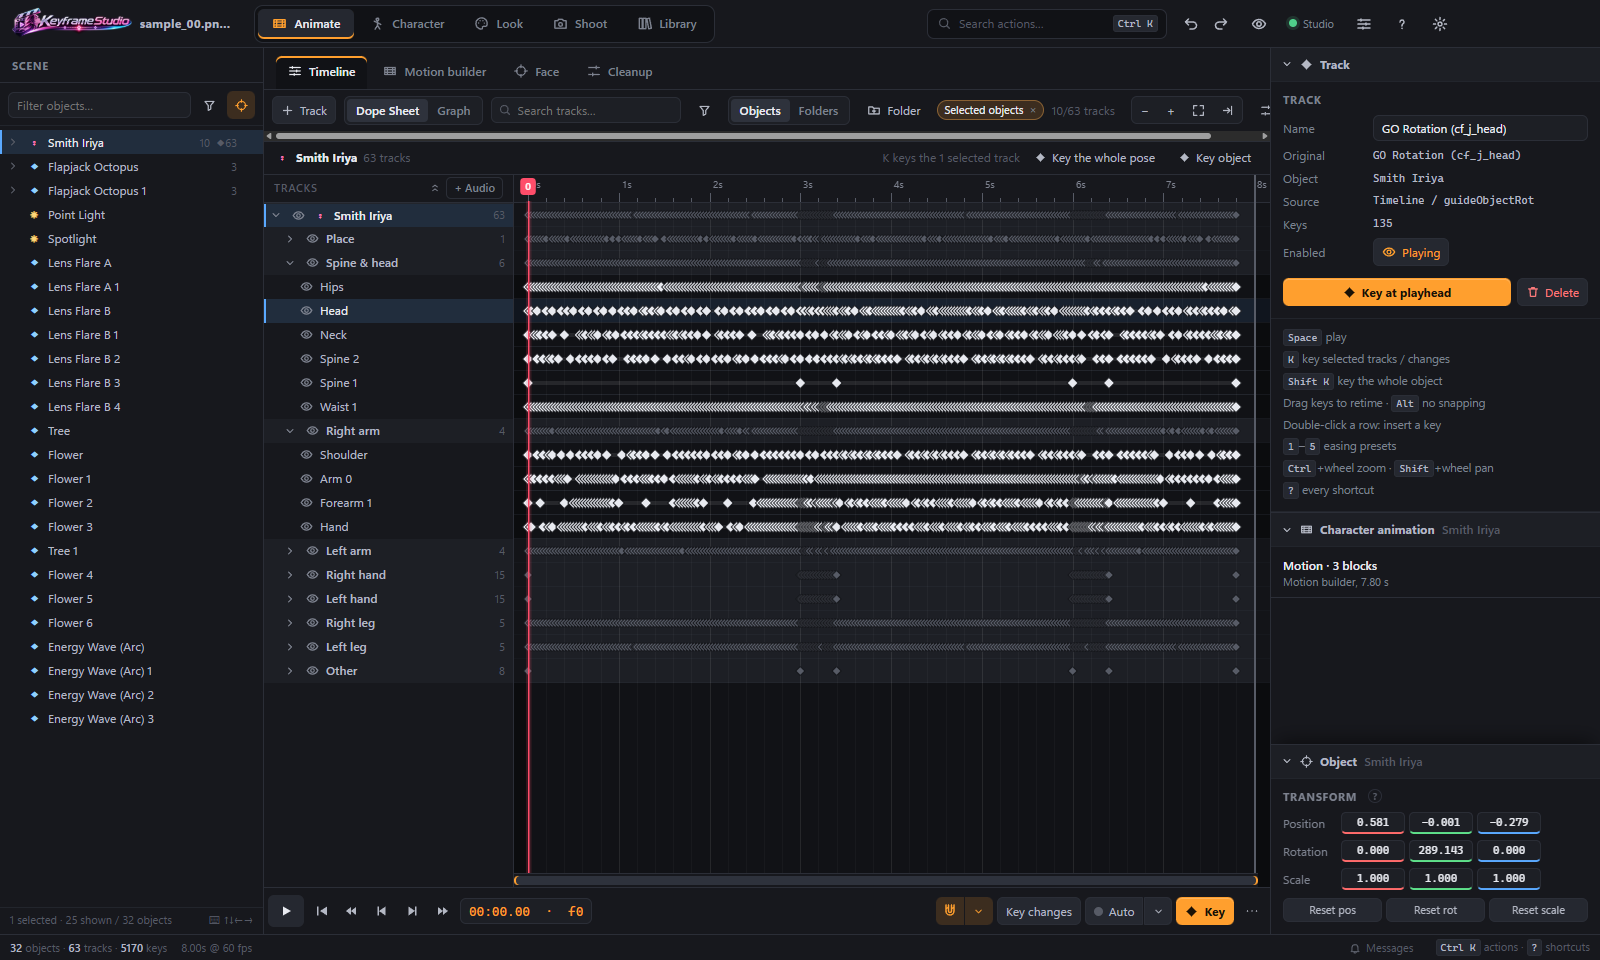 KeyframeStudio
sample_00.pn...
Animate
Character
Look
Shoot
Library
Search actions...
Ctrl K
Studio
?
SCENE
Filter objects...
Smith Iriya 10 63
Flapjack Octopus 3
Flapjack Octopus 1 3
Point Light
Spotlight
Lens Flare A
Lens Flare A 1
Lens Flare B
Lens Flare B 1
Lens Flare B 2
Lens Flare B 3
Lens Flare B 4
Tree
Flower
Flower 1
Flower 2
Flower 3
Tree 1
Flower 4
Flower 5
Flower 6
Energy Wave (Arc)
Energy Wave (Arc) 1
Energy Wave (Arc) 2
Energy Wave (Arc) 3
1 selected · 25 shown / 32 objects ↑↓←→
Timeline
Motion builder
Face
Cleanup
+ Track
Dope Sheet
Graph
Search tracks...
Objects
Folders
Folder
Selected objects ×
10/63 tracks
− +
Smith Iriya 63 tracks
K keys the 1 selected track
Key the whole pose
Key object
TRACKS
+ Audio
0 s 1s 2s 3s 4s 5s 6s 7s 8s
Smith Iriya 63
Place 1
Spine & head 6
Hips
Head
Neck
Spine 2
Spine 1
Waist 1
Right arm 4
Shoulder
Arm 0
Forearm 1
Hand
Left arm 4
Right hand 15
Left hand 15
Right leg 5
Left leg 5
Other 8
00:00.00 · f0
Key changes
Auto
Key
...
Track
TRACK
Name GO Rotation (cf_j_head)
Original GO Rotation (cf_j_head)
Object Smith Iriya
Source Timeline / guideObjectRot
Keys 135
Enabled Playing
Key at playhead
Delete
Space play
K key selected tracks / changes
Shift K key the whole object
Drag keys to retime · Alt no snapping
Double-click a row: insert a key
1 – 5 easing presets
Ctrl +wheel zoom · Shift +wheel pan
? every shortcut
Character animation Smith Iriya
Motion · 3 blocks
Motion builder, 7.80 s
Object Smith Iriya
TRANSFORM ?
Position 0.581 −0.001 −0.279
Rotation 0.000 289.143 0.000
Scale 1.000 1.000 1.000
Reset pos
Reset rot
Reset scale
32 objects · 63 tracks · 5170 keys 8.00s @ 60 fps
Messages
Ctrl K actions · ? shortcuts